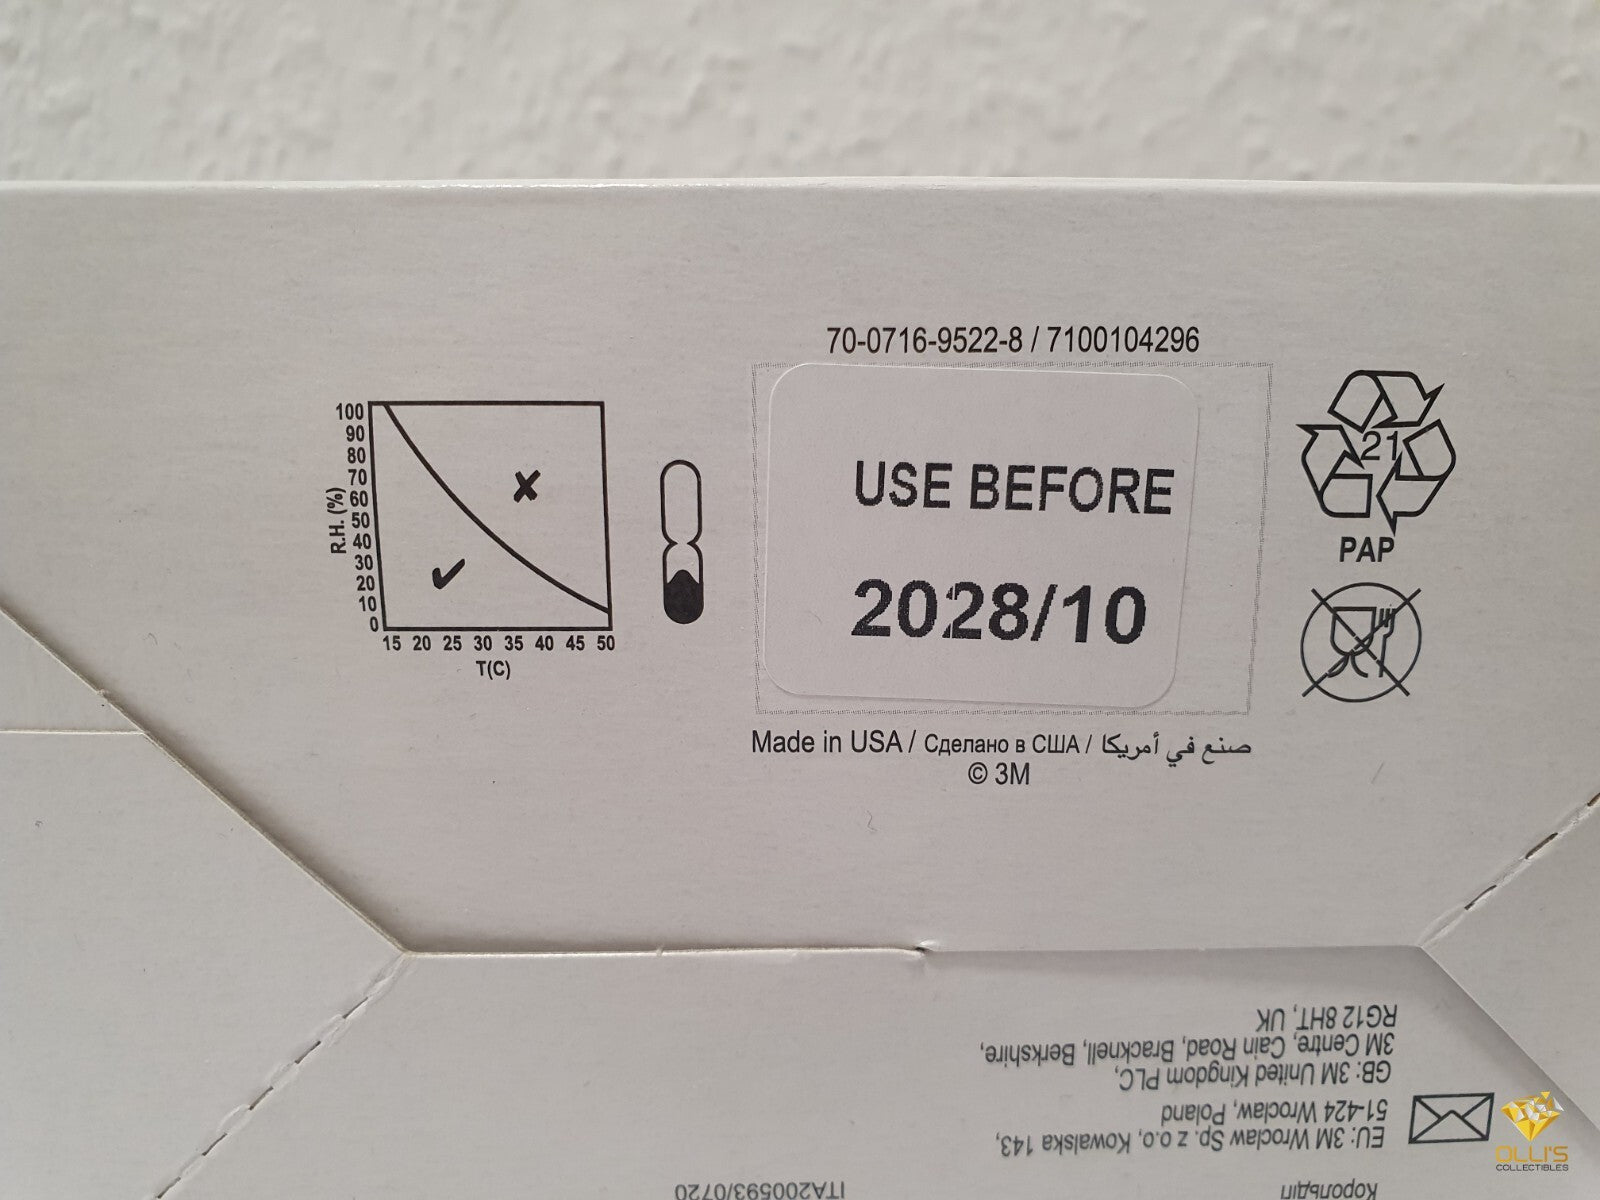 70-0716-9522-8 / 7100104296
100
90
80
70
60
50
40
30
20
10
0
R.H. (%)
15 20 25 30 35 40 45 50
T(C)
USE BEFORE
2028/10
21
PAP
Made in USA / Сделано в США / صنع في أمريكا
© 3M
RG12 8HT, UK
3M Centre, Cain Road, Bracknell, Berkshire,
GB: 3M United Kingdom PLC,
51-424 Wroclaw, Poland
EU: 3M Wroclaw Sp. z o.o, Kowalska 143,
Корольдігі
ITA200593/0720
OLLI'S
COLLECTIBLES